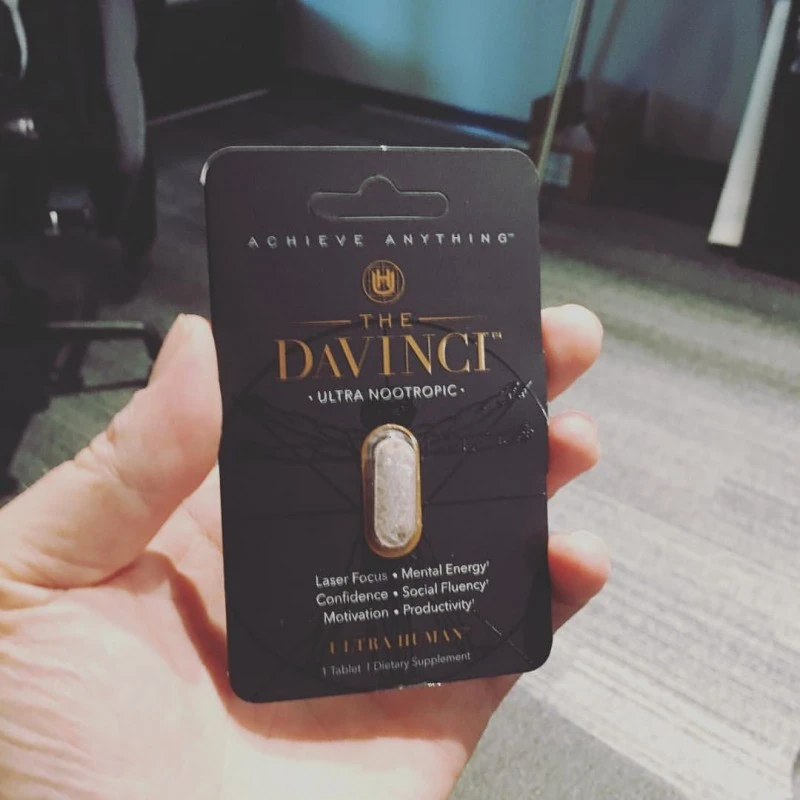 ACHIEVE ANYTHING™
THE
DAVINCI™
• ULTRA NOOTROPIC •
Laser Focus • Mental Energy†
Confidence • Social Fluency†
Motivation • Productivity†
ULTRA HUMAN™
1 Tablet | Dietary Supplement